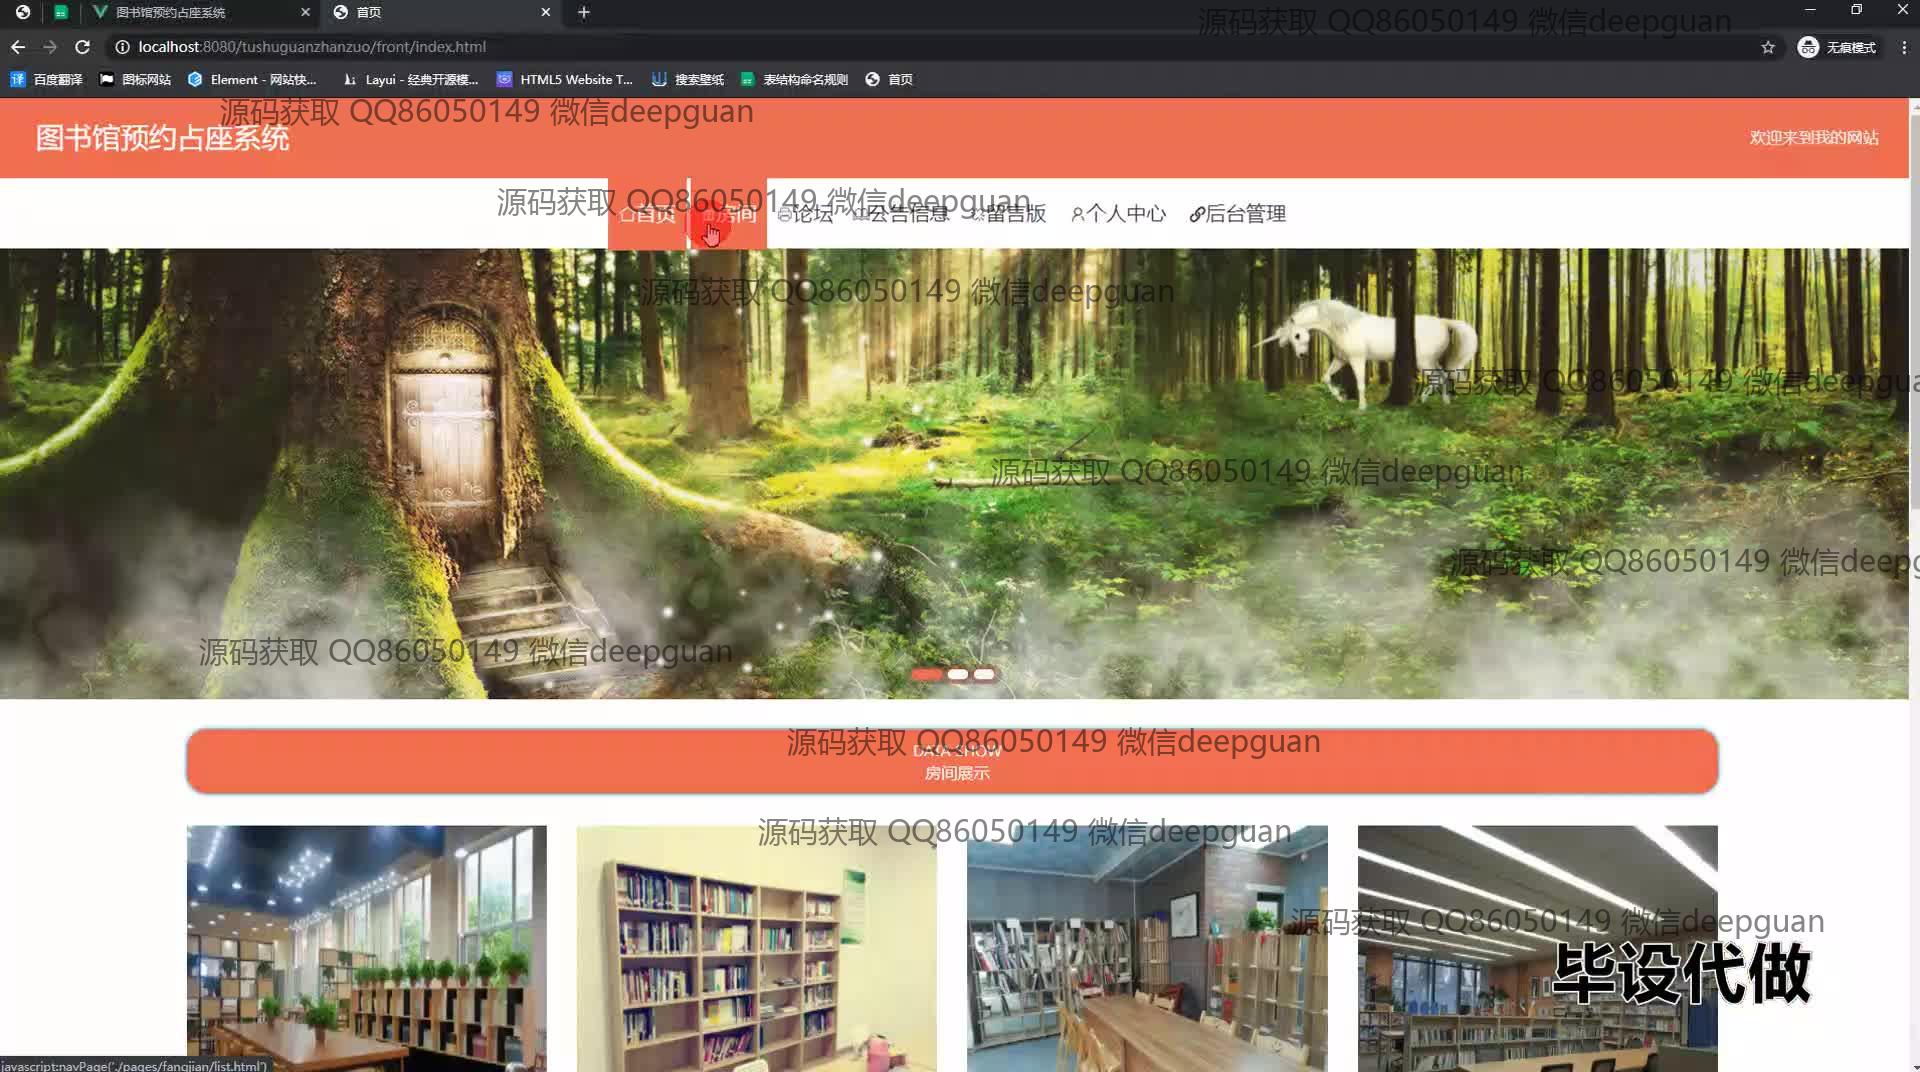 图书馆预约占座系统
首页
源码获取 QQ86050149 微信deepguan
localhost:8080/tushuguanzhanzuo/front/index.html
无痕模式
百度翻译
图标网站
Element - 网站快...
Layui - 经典开源模...
HTML5 Website T...
搜索壁纸
表结构命名规则
首页
源码获取 QQ86050149 微信deepguan
图书馆预约占座系统
欢迎来到我的网站
源码获取 QQ86050149 微信deepguan
首页
房间
论坛
公告信息
留言版
个人中心
后台管理
源码获取 QQ86050149 微信deepguan
源码获取 QQ86050149 微信deepgua
源码获取 QQ86050149 微信deepguan
源码获取 QQ86050149 微信deepg
源码获取 QQ86050149 微信deepguan
源码获取 QQ86050149 微信deepguan
DATA SHOW
房间展示
源码获取 QQ86050149 微信deepguan
源码获取 QQ86050149 微信deepguan
毕设代做
javascript:navPage('./pages/fangjian/list.html')